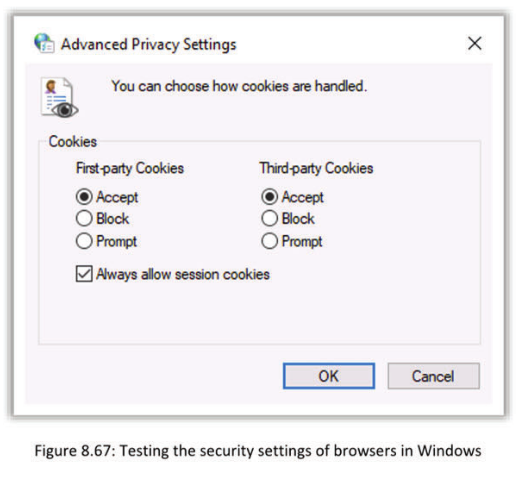 Advanced Privacy Settings
You can choose how cookies are handled.
Cookies
First-party Cookies
Third-party Cookies
Accept
Accept
Block
Block
Prompt
Prompt
Always allow session cookies
OK
Cancel
Figure 8.67: Testing the security settings of browsers in Windows